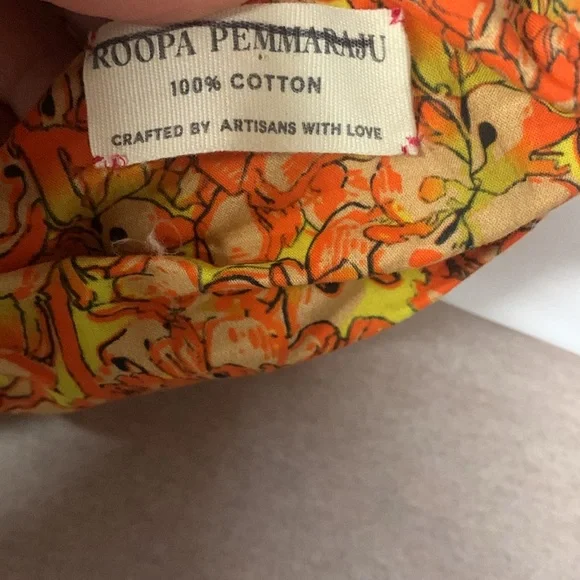 ROOPA PEMMARAJU
100% COTTON
CRAFTED BY ARTISANS WITH LOVE